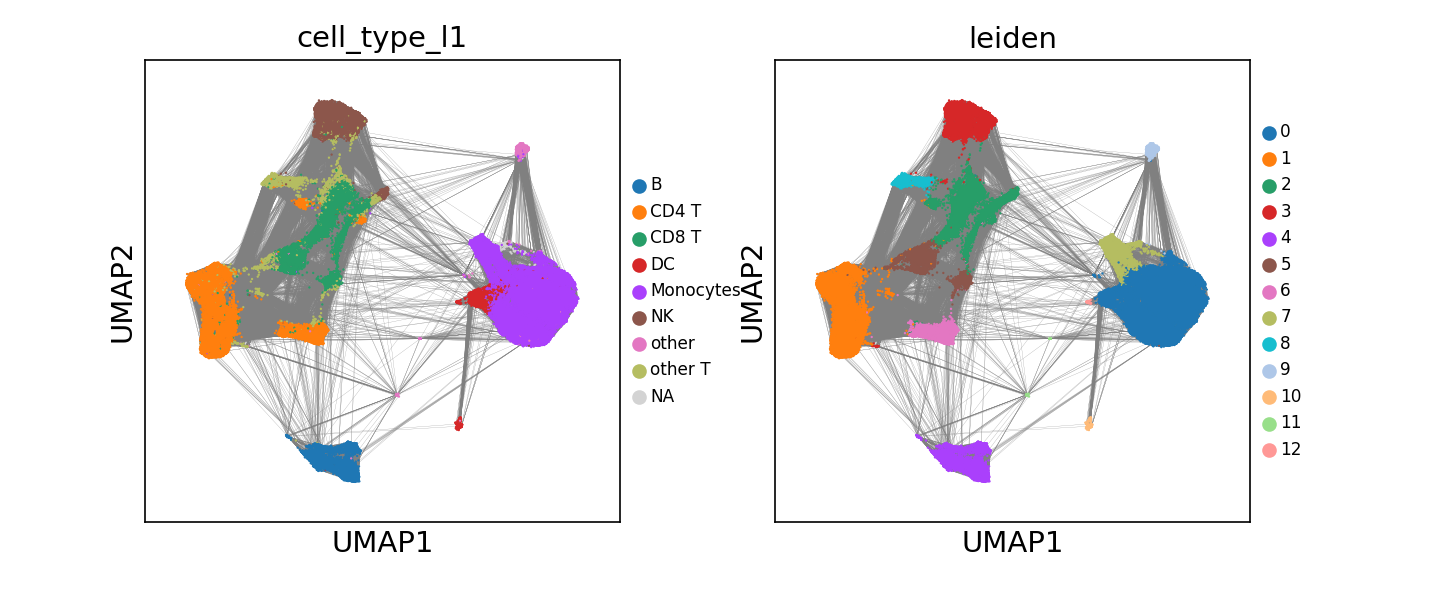 cell_type_l1
UMAP2
UMAP1
B
CD4 T
CD8 T
DC
Monocytes
NK
other
other T
NA
leiden
UMAP2
UMAP1
0
1
2
3
4
5
6
7
8
9
10
11
12